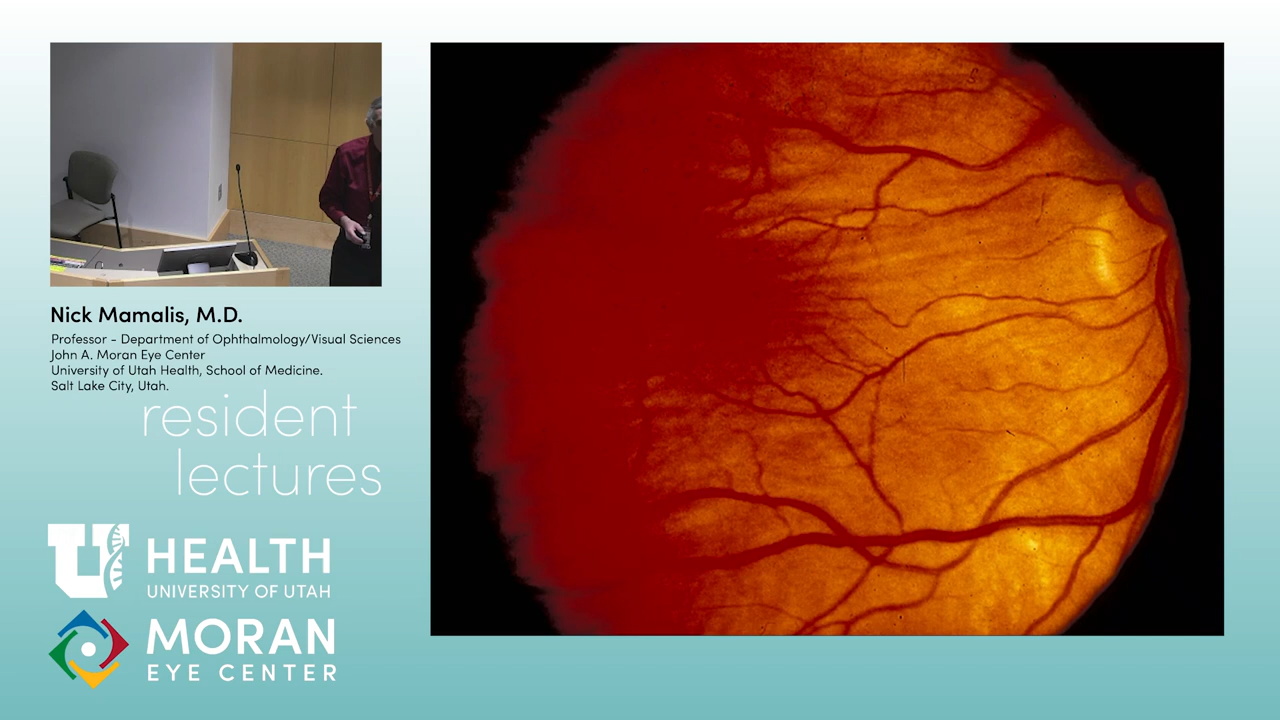 Nick Mamalis, M.D.
Professor - Department of Ophthalmology/Visual Sciences
John A. Moran Eye Center
University of Utah Health, School of Medicine.
Salt Lake City, Utah.
resident
lectures
U HEALTH
UNIVERSITY OF UTAH
MORAN
EYE CENTER